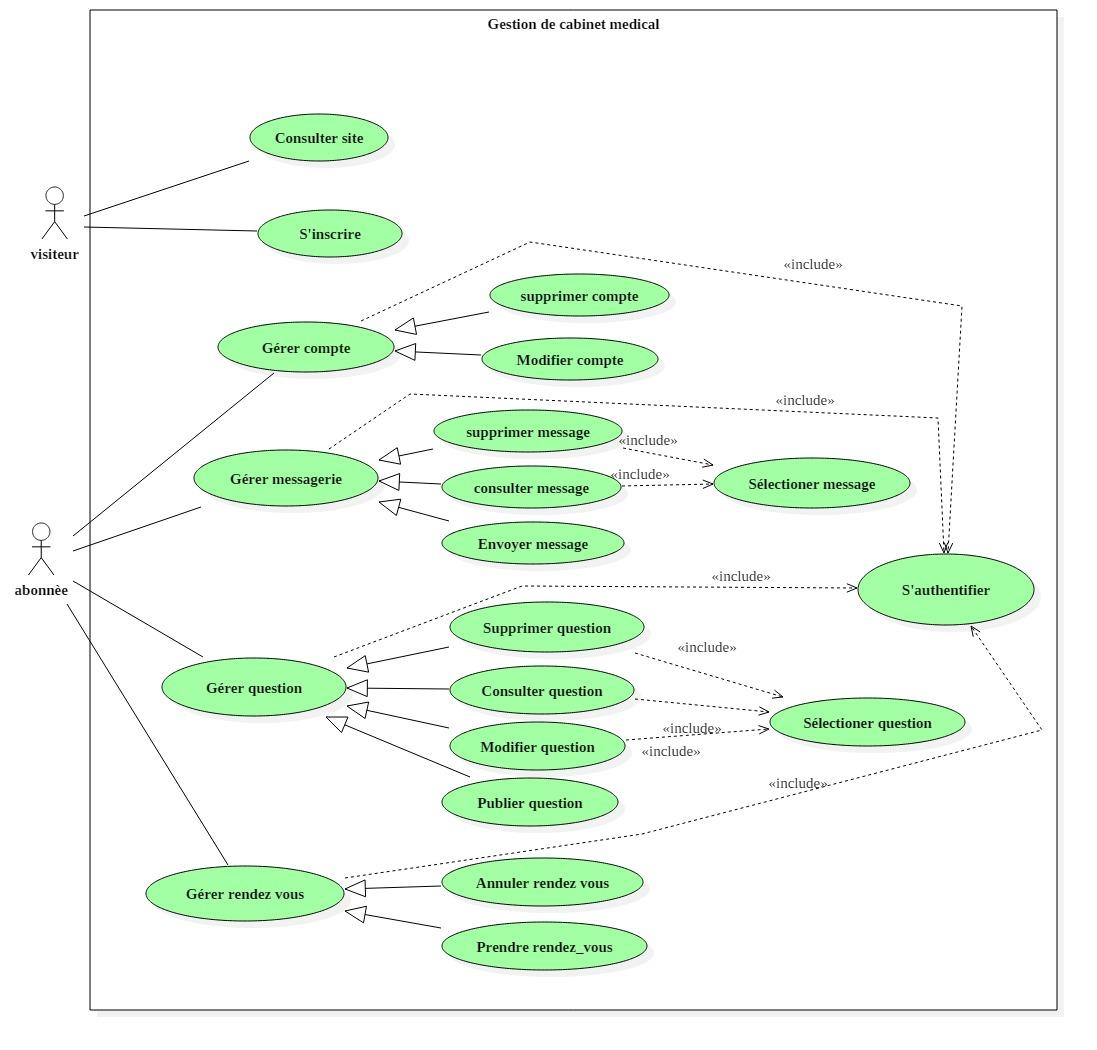 Gestion de cabinet medical
Consulter site
visiteur
S'inscrire
«include»
supprimer compte
Gérer compte
Modifier compte
«include»
supprimer message
«include»
Gérer messagerie
consulter message
«include»
Sélectioner message
Envoyer message
abonnèe
«include»
S'authentifier
Supprimer question
«include»
Gérer question
Consulter question
Sélectioner question
«include»
Modifier question
«include»
Publier question
«include»
Gérer rendez vous
Annuler rendez vous
Prendre rendez_vous